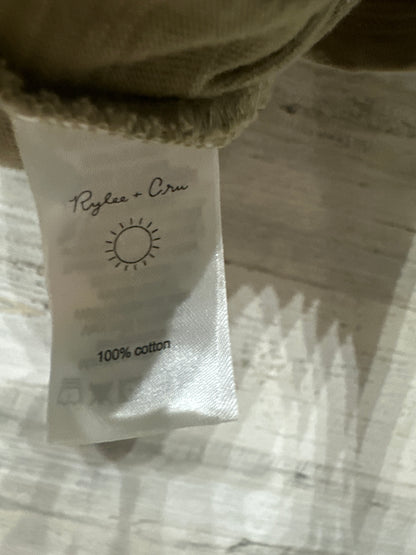 Rylee + Cru
100% cotton